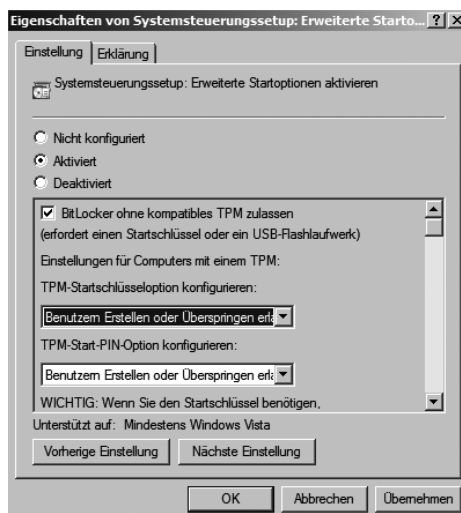 Eigenschaften von Systemsteuerungssetup: Erweiterte Starto...
Einstellung
Erklärung
Systemsteuerungssetup: Erweiterte Startoptionen aktivieren
Nicht konfiguriert
Aktiviert
Deaktiviert
BitLocker ohne kompatibles TPM zulassen
(erfordert einen Startschlüssel oder ein USB-Flashlaufwerk)
Einstellungen für Computers mit einem TPM:
TPM-Startschlüsseloption konfigurieren:
Benutzern Erstellen oder Überspringen erla
TPM-Start-PIN-Option konfigurieren:
Benutzern Erstellen oder Überspringen erla
WICHTIG: Wenn Sie den Startschlüssel benötigen,
Unterstützt auf: Mindestens Windows Vista
Vorherige Einstellung
Nächste Einstellung
OK
Abbrechen
Übernehmen